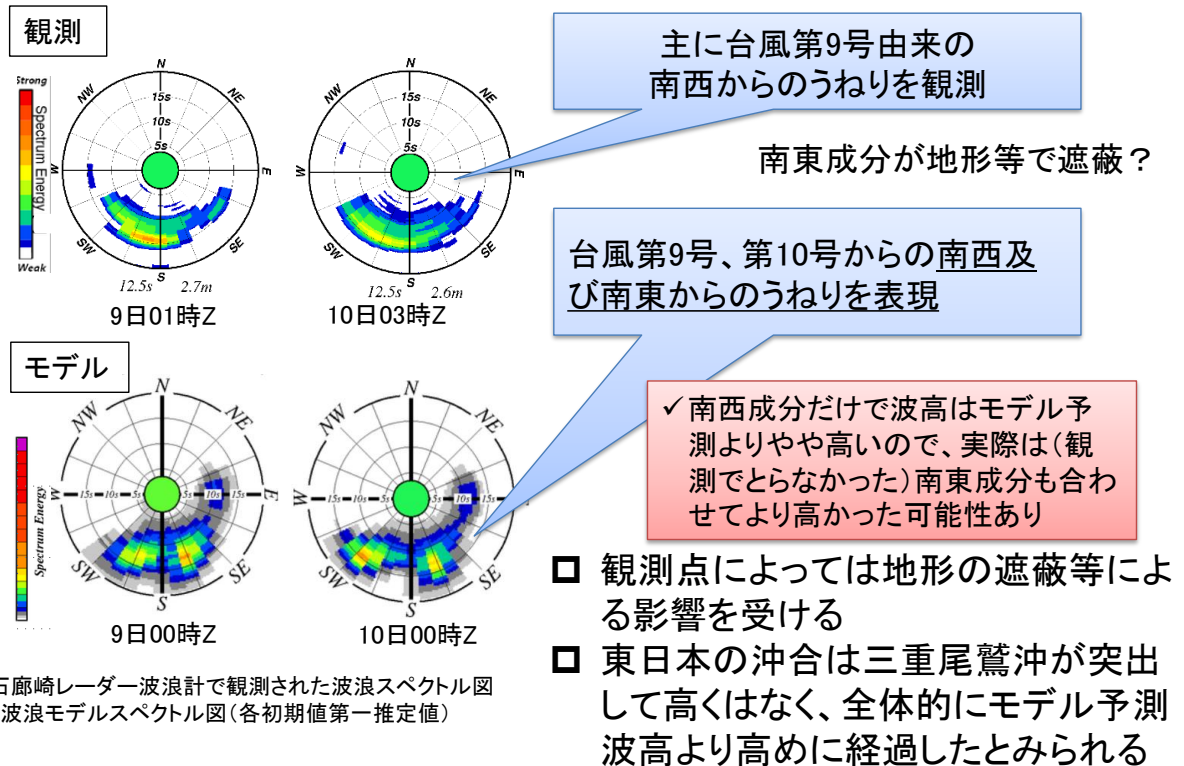 観測
Strong
Spectrum Energy
Weak
N
NE
E
SE
S
SW
W
NW
15s
10s
5s
12.5s 2.7m
9日01時Z
N
NE
E
SE
S
SW
W
NW
15s
10s
5s
12.5s 2.6m
10日03時Z
主に台風第9号由来の
南西からのうねりを観測
南東成分が地形等で遮蔽？
台風第9号、第10号からの南西及
び南東からのうねりを表現
モデル
Spectrum Energy
N
NE
E
SE
S
SW
W
NW
15s 10s 5s 5s 10s 15s
9日00時Z
N
NE
SE
S
SW
W
NW
15s 10s 5s 5s 10s 15s
10日00時Z
✓南西成分だけで波高はモデル予
測よりやや高いので、実際は（観
測でとらなかった）南東成分も合わ
せてより高かった可能性あり
観測点によっては地形の遮蔽等によ
る影響を受ける
東日本の沖合は三重尾鷲沖が突出
して高くはなく、全体的にモデル予測
波高より高めに経過したとみられる
石廊崎レーダー波浪計で観測された波浪スペクトル図
波浪モデルスペクトル図（各初期値第一推定値）